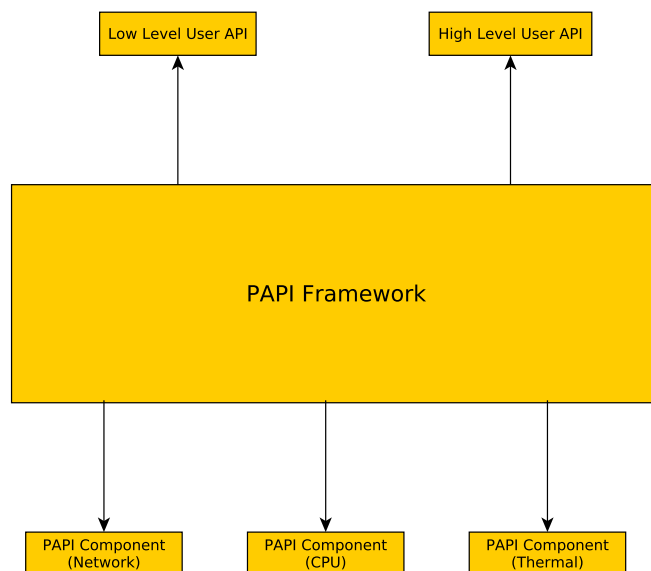 Low Level User API
High Level User API
PAPI Framework
PAPI Component
(Network)
PAPI Component
(CPU)
PAPI Component
(Thermal)